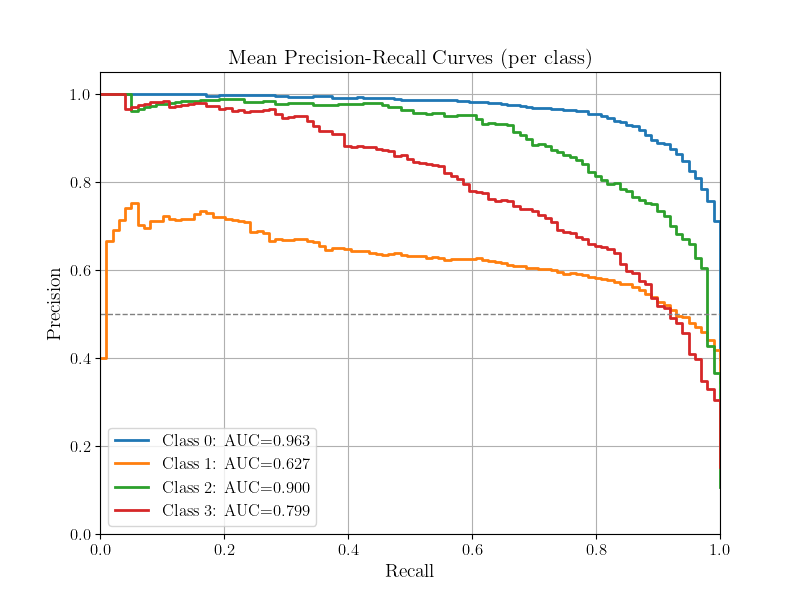 Mean Precision-Recall Curves (per class)
1.0
0.8
0.6
0.4
0.2
0.0
Precision
Class 0: AUC=0.963
Class 1: AUC=0.627
Class 2: AUC=0.900
Class 3: AUC=0.799
0.0 0.2 0.4 0.6 0.8 1.0
Recall